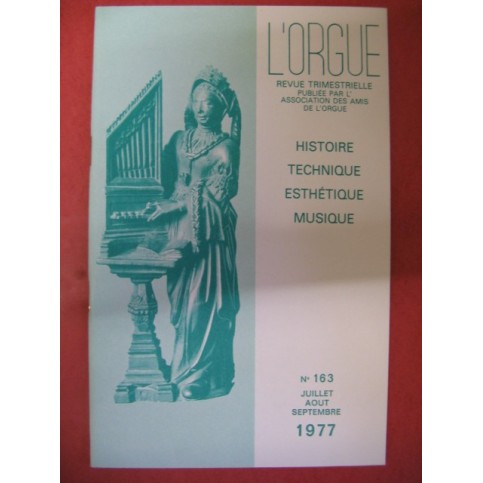 L'ORGUE
REVUE TRIMESTRIELLE
PUBLIÉE PAR L'
ASSOCIATION DES AMIS
DE L'ORGUE
HISTOIRE
TECHNIQUE
ESTHÉTIQUE
MUSIQUE
N° 163
JUILLET
AOUT
SEPTEMBRE
1977